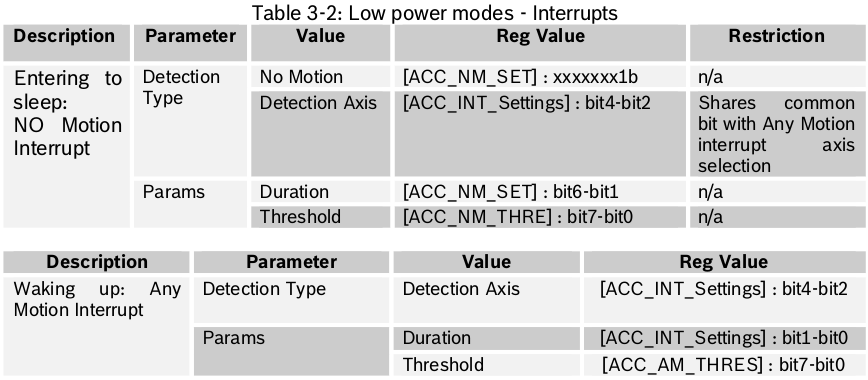 Table 3-2: Low power modes - Interrupts
Description Parameter Value Reg Value Restriction
Entering to sleep: NO Motion Interrupt
Detection Type
No Motion [ACC_NM_SET] : xxxxxxx1b n/a
Detection Axis [ACC_INT_Settings] : bit4-bit2
Shares common
bit with Any Motion
interrupt axis
selection
Params Duration [ACC_NM_SET] : bit6-bit1 n/a
Threshold [ACC_NM_THRE] : bit7-bit0 n/a
Description Parameter Value Reg Value
Waking up: Any
Motion Interrupt
Detection Type Detection Axis [ACC_INT_Settings] : bit4-bit2
Params Duration [ACC_INT_Settings] : bit1-bit0
Threshold [ACC_AM_THRES] : bit7-bit0